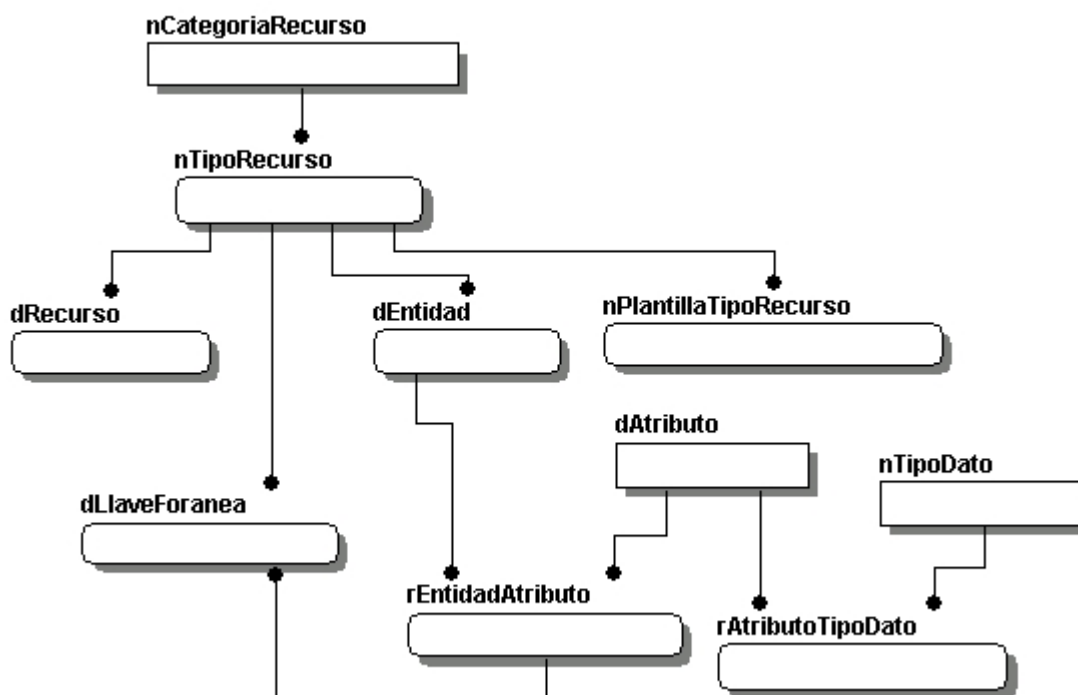 nCategoriaRecurso
nTipoRecurso
dRecurso
dEntidad
nPlantillaTipoRecurso
dAtributo
nTipoDato
dLlaveForanea
rEntidadAtributo
rAtributoTipoDato